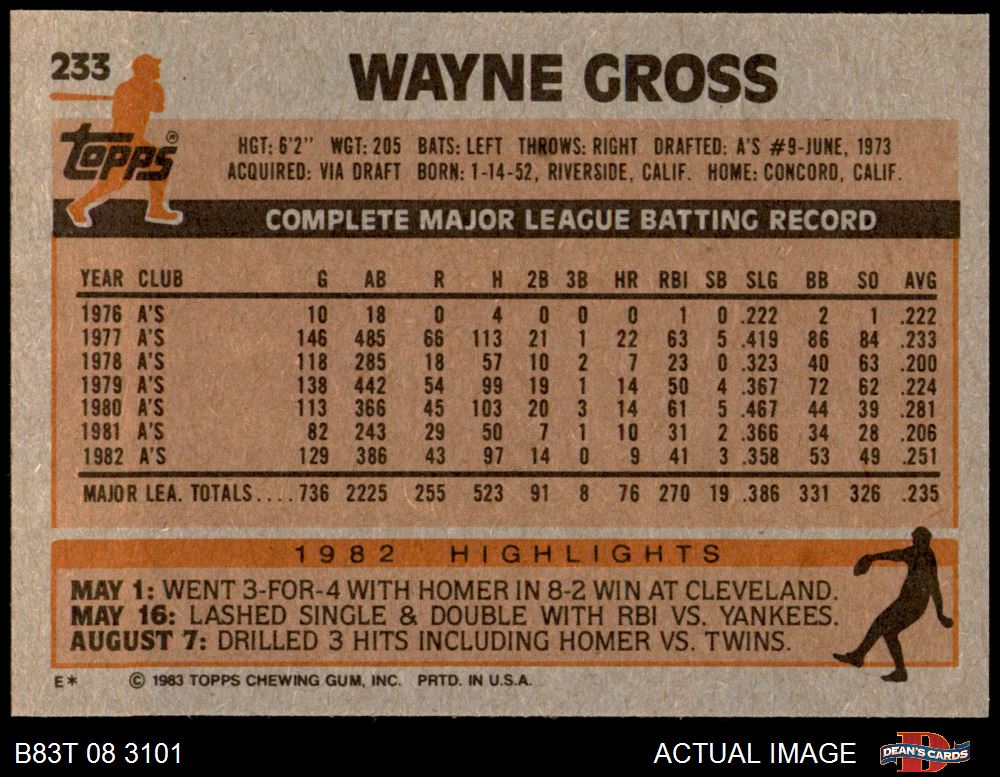 233
WAYNE GROSS
Topps®
HGT: 6'2" WGT: 205 BATS: LEFT THROWS: RIGHT DRAFTED: A'S #9-JUNE, 1973
ACQUIRED: VIA DRAFT BORN: 1-14-52, RIVERSIDE, CALIF. HOME: CONCORD, CALIF.
COMPLETE MAJOR LEAGUE BATTING RECORD
YEAR CLUB G AB R H 2B 3B HR RBI SB SLG BB SO AVG
1976 A'S 10 18 0 4 0 0 0 1 0 .222 2 1 .222
1977 A'S 146 485 66 113 21 1 22 63 5 .419 86 84 .233
1978 A'S 118 285 18 57 10 2 7 23 0 .323 40 63 .200
1979 A'S 138 442 54 99 19 1 14 50 4 .367 72 62 .224
1980 A'S 113 366 45 103 20 3 14 61 5 .467 44 39 .281
1981 A'S 82 243 29 50 7 1 10 31 2 .366 34 28 .206
1982 A'S 129 386 43 97 14 0 9 41 3 .358 53 49 .251
MAJOR LEA. TOTALS.... 736 2225 255 523 91 8 76 270 19 .386 331 326 .235
1982 HIGHLIGHTS
MAY 1: WENT 3-FOR-4 WITH HOMER IN 8-2 WIN AT CLEVELAND.
MAY 16: LASHED SINGLE & DOUBLE WITH RBI VS. YANKEES.
AUGUST 7: DRILLED 3 HITS INCLUDING HOMER VS. TWINS.
E* © 1983 TOPPS CHEWING GUM, INC. PRTD. IN U.S.A.
B83T 08 3101 ACTUAL IMAGE DEAN'S CARDS